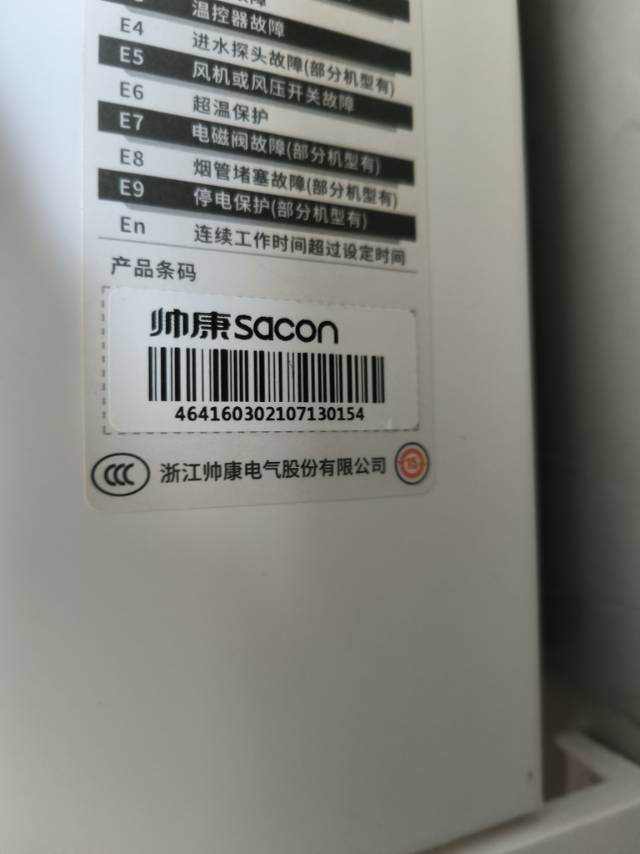 温控器故障
E4 进水探头故障(部分机型有)
E5 风机或风压开关故障
E6 超温保护
E7 电磁阀故障(部分机型有)
E8 烟管堵塞故障(部分机型有)
E9 停电保护(部分机型有)
En 连续工作时间超过设定时间
产品条码
帅康sacon
464160302107130154
CCC 浙江帅康电气股份有限公司 15